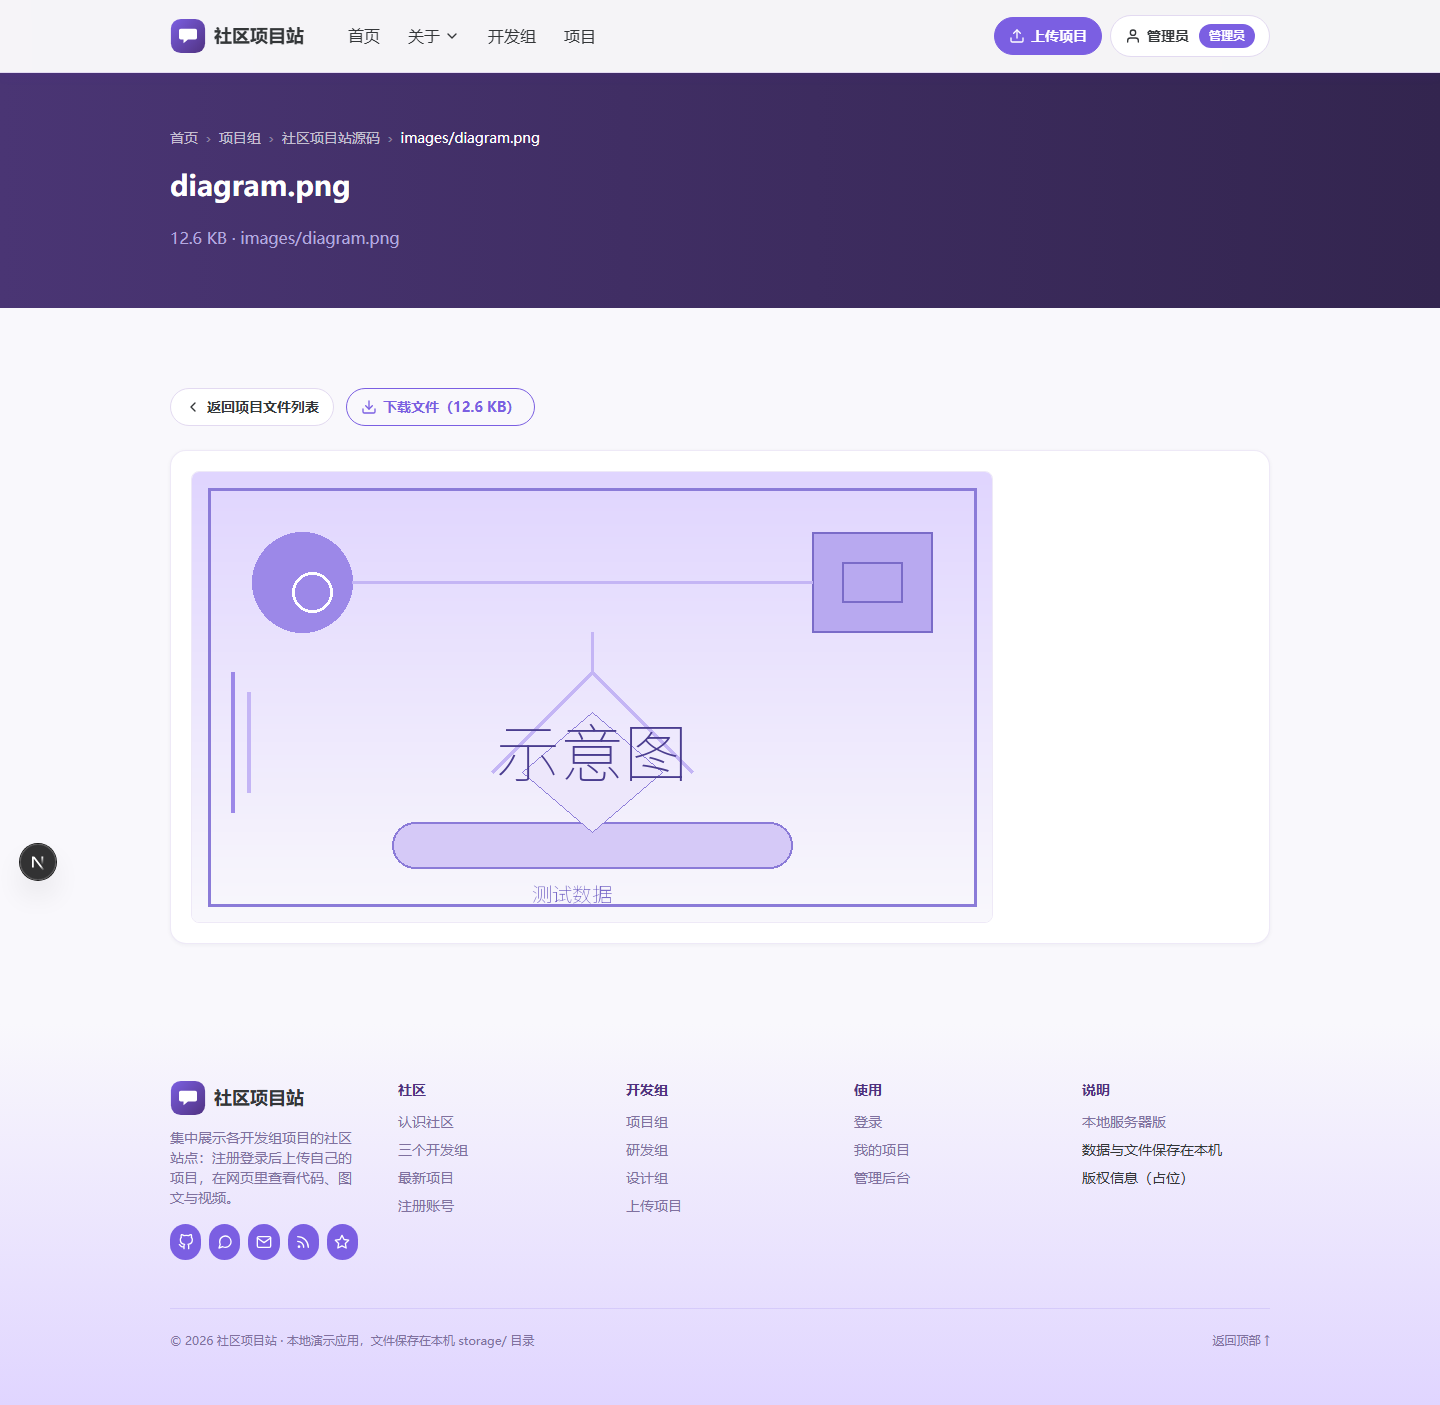 社区项目站
首页
关于
开发组
项目
上传项目
管理员
管理员
首页 › 项目组 › 社区项目站源码 › images/diagram.png
diagram.png
12.6 KB · images/diagram.png
返回项目文件列表
下载文件（12.6 KB）
示意图
测试数据
N
社区项目站
集中展示各开发组项目的社区
站点：注册登录后上传自己的
项目，在网页里查看代码、图
文与视频。
社区
认识社区
三个开发组
最新项目
注册账号
开发组
项目组
研发组
设计组
上传项目
使用
登录
我的项目
管理后台
说明
本地服务器版
数据与文件保存在本机
版权信息（占位）
© 2026 社区项目站 · 本地演示应用，文件保存在本机 storage/ 目录
返回顶部 ↑